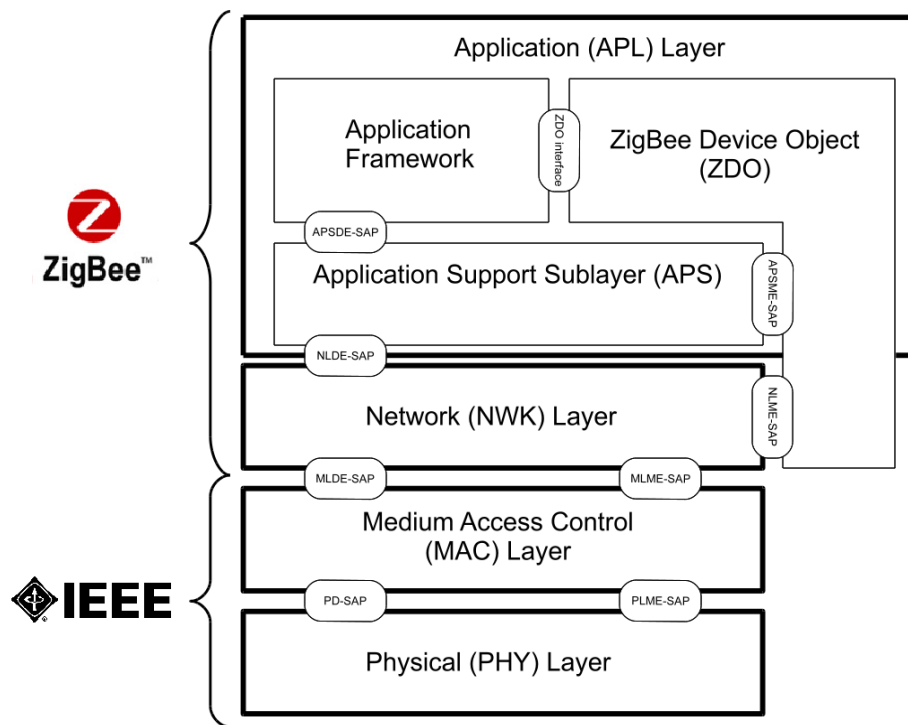 Application (APL) Layer
Application
Framework
ZDO interface
ZigBee Device Object
(ZDO)
ZigBee™
APSDE-SAP
Application Support Sublayer (APS)
APSME-SAP
NLDE-SAP
Network (NWK) Layer
NLME-SAP
MLDE-SAP
MLME-SAP
Medium Access Control
(MAC) Layer
IEEE
PD-SAP
PLME-SAP
Physical (PHY) Layer